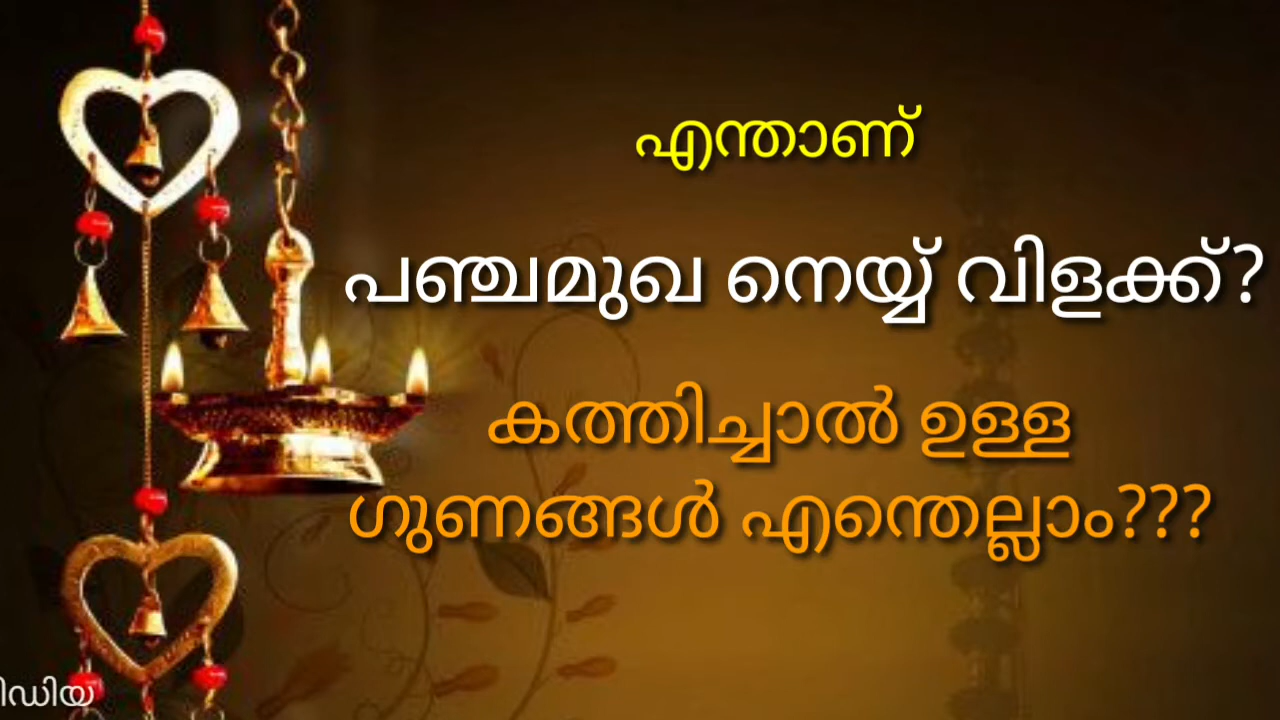 എന്താണ്
പഞ്ചമുഖ നെയ്യ് വിളക്ക്?
കത്തിച്ചാൽ ഉള്ള
ഗുണങ്ങൾ എന്തെല്ലാം???